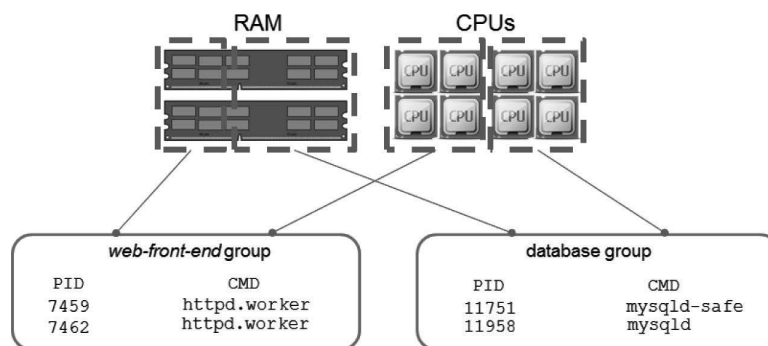 RAM
CPUs
CPU CPU CPU CPU
CPU CPU CPU CPU
web-front-end group
PID CMD
7459 httpd.worker
7462 httpd.worker
database group
PID CMD
11751 mysqld-safe
11958 mysqld